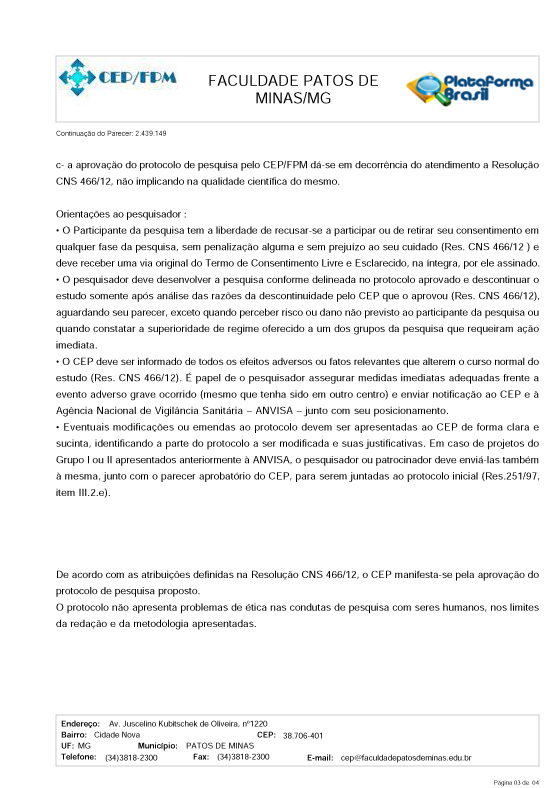 CEP/FPM
FACULDADE PATOS DE
MINAS/MG
Plataforma
Brasil
Continuação do Parecer: 2.439.149
c- a aprovação do protocolo de pesquisa pelo CEP/FPM dá-se em decorrência do atendimento a Resolução
CNS 466/12, não implicando na qualidade científica do mesmo.
Orientações ao pesquisador :
• O Participante da pesquisa tem a liberdade de recusar-se a participar ou de retirar seu consentimento em
qualquer fase da pesquisa, sem penalização alguma e sem prejuízo ao seu cuidado (Res. CNS 466/12 ) e
deve receber uma via original do Termo de Consentimento Livre e Esclarecido, na íntegra, por ele assinado.
• O pesquisador deve desenvolver a pesquisa conforme delineada no protocolo aprovado e descontinuar o
estudo somente após análise das razões da descontinuidade pelo CEP que o aprovou (Res. CNS 466/12),
aguardando seu parecer, exceto quando perceber risco ou dano não previsto ao participante da pesquisa ou
quando constatar a superioridade de regime oferecido a um dos grupos da pesquisa que requeiram ação
imediata.
• O CEP deve ser informado de todos os efeitos adversos ou fatos relevantes que alterem o curso normal do
estudo (Res. CNS 466/12). É papel de o pesquisador assegurar medidas imediatas adequadas frente a
evento adverso grave ocorrido (mesmo que tenha sido em outro centro) e enviar notificação ao CEP e à
Agência Nacional de Vigilância Sanitária – ANVISA – junto com seu posicionamento.
• Eventuais modificações ou emendas ao protocolo devem ser apresentadas ao CEP de forma clara e
sucinta, identificando a parte do protocolo a ser modificada e suas justificativas. Em caso de projetos do
Grupo I ou II apresentados anteriormente à ANVISA, o pesquisador ou patrocinador deve enviá-las também
à mesma, junto com o parecer aprobatório do CEP, para serem juntadas ao protocolo inicial (Res.251/97,
item III.2.e).
De acordo com as atribuições definidas na Resolução CNS 466/12, o CEP manifesta-se pela aprovação do
protocolo de pesquisa proposto.
O protocolo não apresenta problemas de ética nas condutas de pesquisa com seres humanos, nos limites
da redação e da metodologia apresentadas.
Endereço: Av. Juscelino Kubitschek de Oliveira, nº1220
Bairro: Cidade Nova CEP: 38.706-401
UF: MG Município: PATOS DE MINAS
Telefone: (34)3818-2300 Fax: (34)3818-2300 E-mail: cep@faculdadepatosdeminas.edu.br
Página 03 de 04